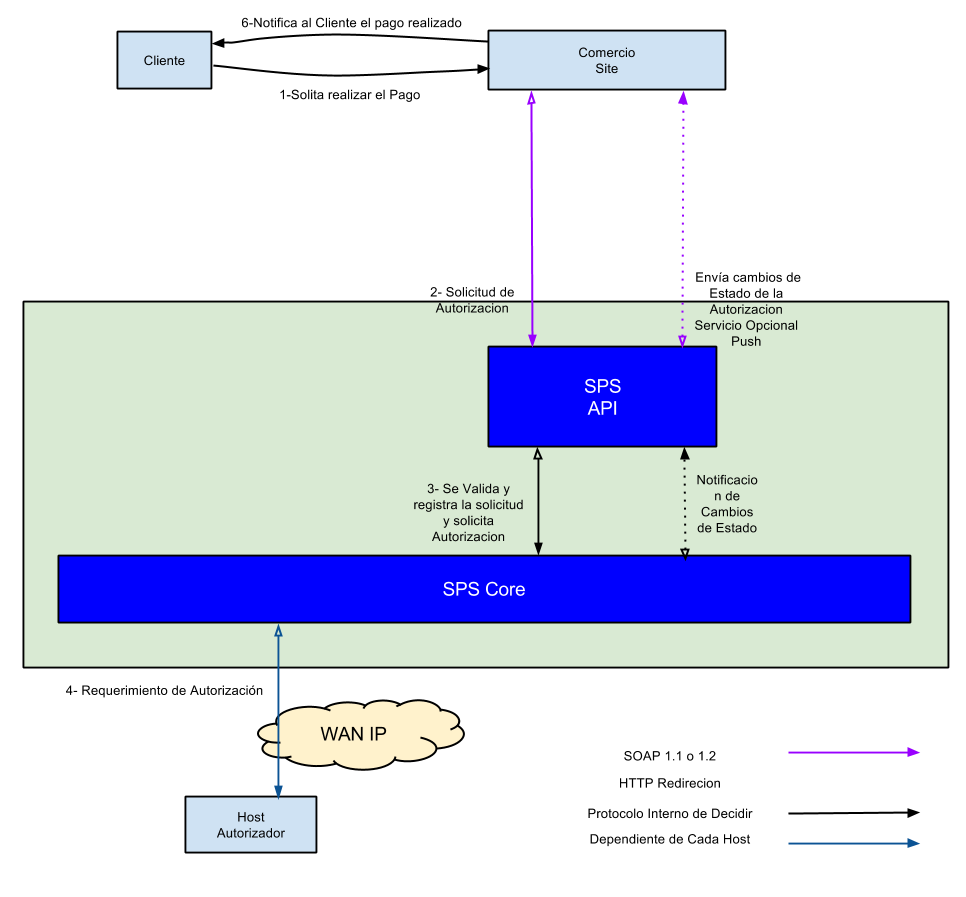 6-Notifica al Cliente el pago realizado
Cliente
Comercio
Site
1-Solita realizar el Pago
2- Solicitud de
Autorizacion
Envía cambios de
Estado de la
Autorizacion
Servicio Opcional
Push
SPS
API
3- Se Valida y
registra la solicitud
y solicita
Autorizacion
Notificacio
n de
Cambios
de Estado
SPS Core
4- Requerimiento de Autorización
WAN IP
Host
Autorizador
SOAP 1.1 o 1.2
HTTP Redirecion
Protocolo Interno de Decidir
Dependiente de Cada Host